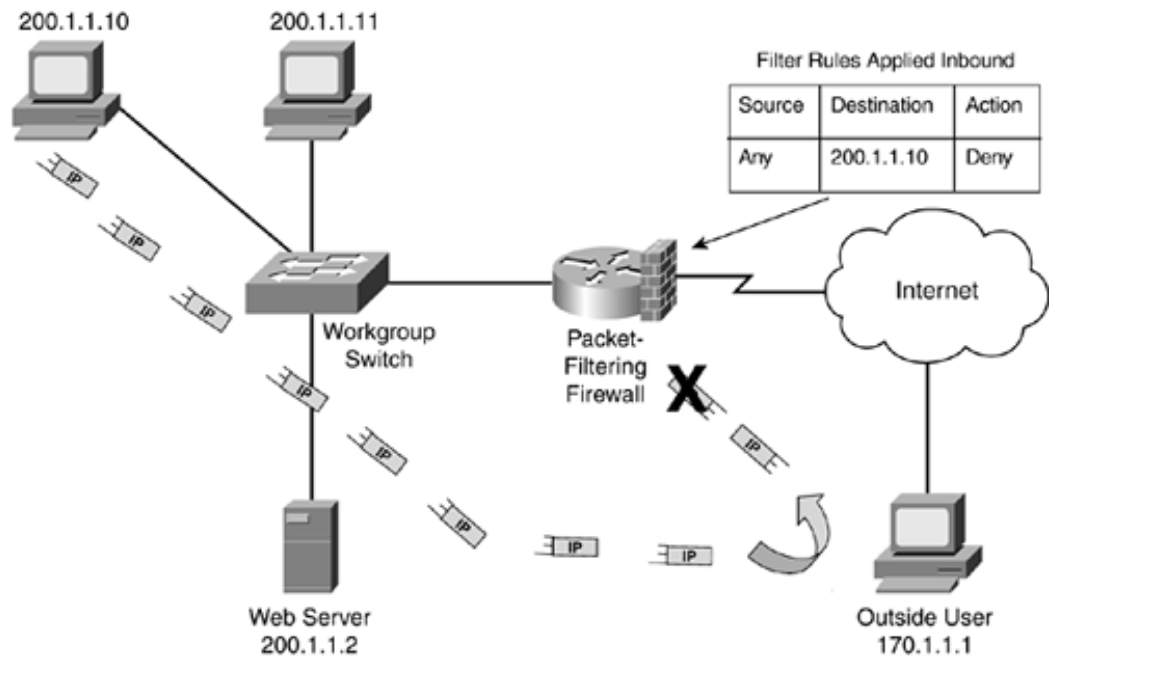 200.1.1.10
200.1.1.11
Filter Rules Applied Inbound
Source Destination Action
Any 200.1.1.10 Deny
IP
IP
IP
Internet
Workgroup
Switch
Packet-
Filtering
Firewall
IP
X
IP
IP
IP
IP
IP
Web Server
200.1.1.2
Outside User
170.1.1.1